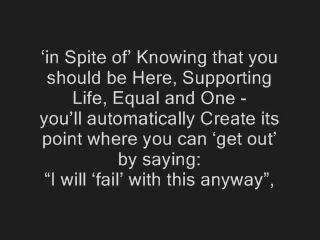 ‘in Spite of’ Knowing that you
should be Here, Supporting
Life, Equal and One -
you’ll automatically Create its
point where you can ‘get out’
by saying:
“I will ‘fail’ with this anyway”,